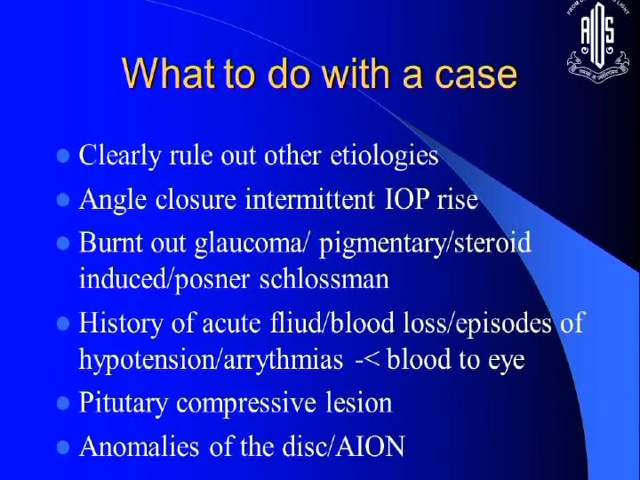 What to do with a case
Clearly rule out other etiologies
Angle closure intermittent IOP rise
Burnt out glaucoma/ pigmentary/steroid
induced/posner schlossman
History of acute fliud/blood loss/episodes of
hypotension/arrythmias -< blood to eye
Pitutary compressive lesion
Anomalies of the disc/AION